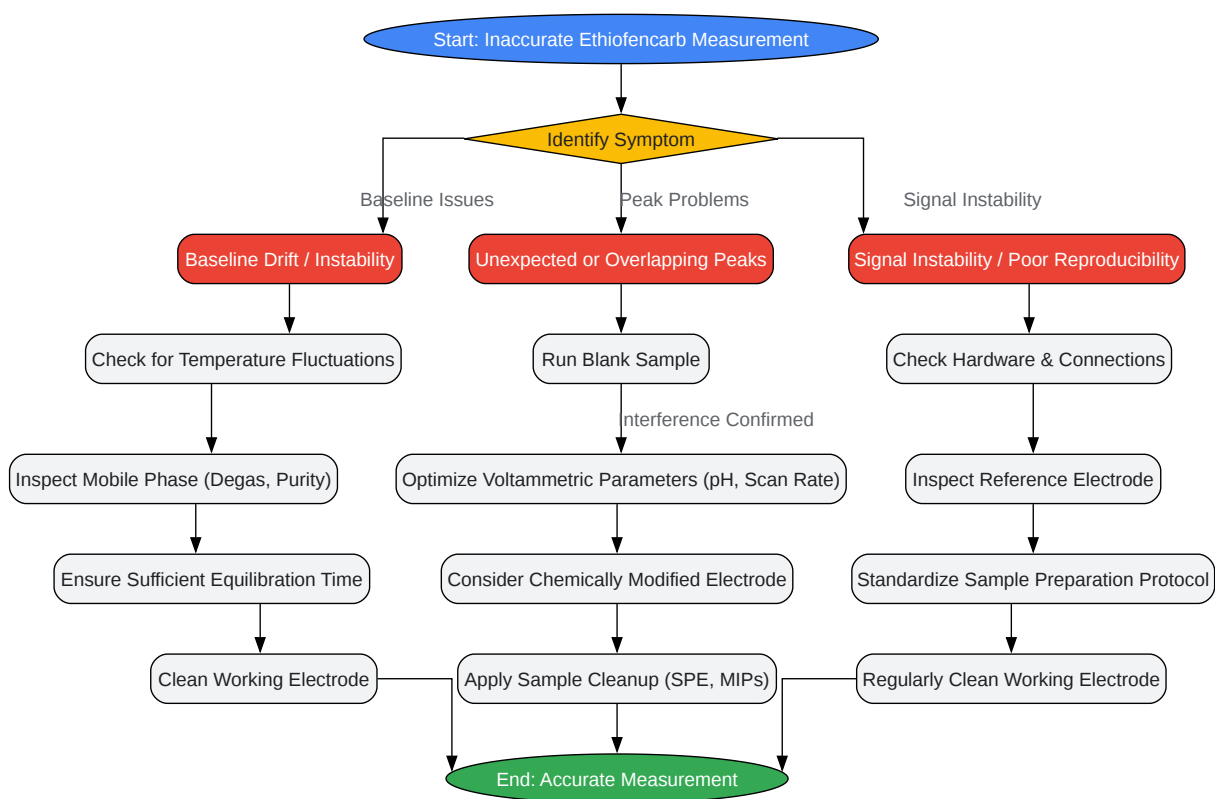 Start: Inaccurate Ethiofencarb Measurement
Identify Symptom
Baseline Issues
Peak Problems
Signal Instability
Baseline Drift / Instability
Unexpected or Overlapping Peaks
Signal Instability / Poor Reproducibility
Check for Temperature Fluctuations
Run Blank Sample
Check Hardware & Connections
Interference Confirmed
Inspect Mobile Phase (Degas, Purity)
Optimize Voltammetric Parameters (pH, Scan Rate)
Inspect Reference Electrode
Ensure Sufficient Equilibration Time
Consider Chemically Modified Electrode
Standardize Sample Preparation Protocol
Clean Working Electrode
Apply Sample Cleanup (SPE, MIPs)
Regularly Clean Working Electrode
End: Accurate Measurement